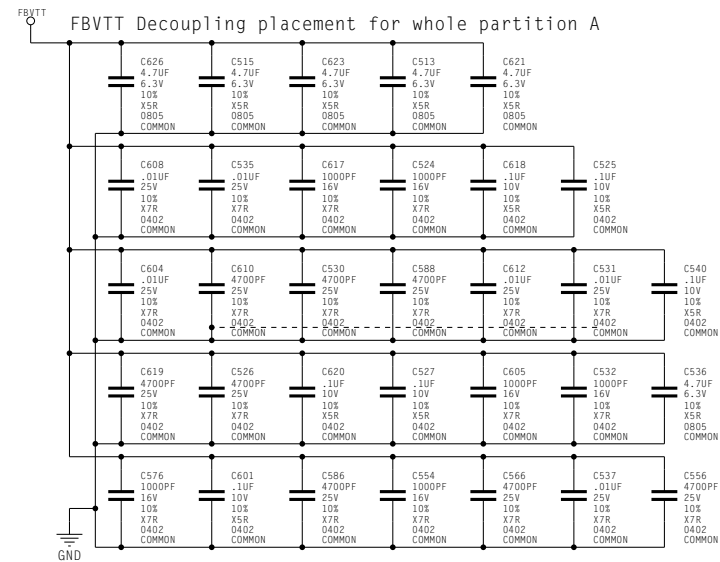 FBVTT
FBVTT Decoupling placement for whole partition A
C626 C515 C623 C513 C621
4.7UF 4.7UF 4.7UF 4.7UF 4.7UF
6.3V 6.3V 6.3V 6.3V 6.3V
10% 10% 10% 10% 10%
X5R X5R X5R X5R X5R
0805 0805 0805 0805 0805
COMMON COMMON COMMON COMMON COMMON
C608 C535 C617 C524 C618 C525
.01UF .01UF 1000PF 1000PF .1UF .1UF
25V 25V 16V 16V 10V 10V
10% 10% 10% 10% 10% 10%
X7R X7R X7R X7R X5R X5R
0402 0402 0402 0402 0402 0402
COMMON COMMON COMMON COMMON COMMON COMMON
C604 C610 C530 C588 C612 C531 C540
.01UF 4700PF 4700PF 4700PF .01UF .01UF .1UF
25V 25V 25V 25V 25V 25V 10V
10% 10% 10% 10% 10% 10% 10%
X7R X7R X7R X7R X7R X7R X5R
0402 0402 0402 0402 0402 0402 0402
COMMON COMMON COMMON COMMON COMMON COMMON COMMON
C619 C526 C620 C527 C605 C532 C536
4700PF 4700PF .1UF .1UF 1000PF 1000PF 4.7UF
25V 25V 10V 10V 16V 16V 6.3V
10% 10% 10% 10% 10% 10% 10%
X7R X7R X5R X5R X7R X7R X5R
0402 0402 0402 0402 0402 0402 0805
COMMON COMMON COMMON COMMON COMMON COMMON COMMON
C576 C601 C586 C554 C566 C537 C556
1000PF .1UF 4700PF 1000PF 4700PF .01UF 4700PF
16V 10V 25V 16V 25V 25V 25V
10% 10% 10% 10% 10% 10% 10%
X7R X5R X7R X7R X7R X7R X7R
0402 0402 0402 0402 0402 0402 0402
COMMON COMMON COMMON COMMON COMMON COMMON COMMON
GND